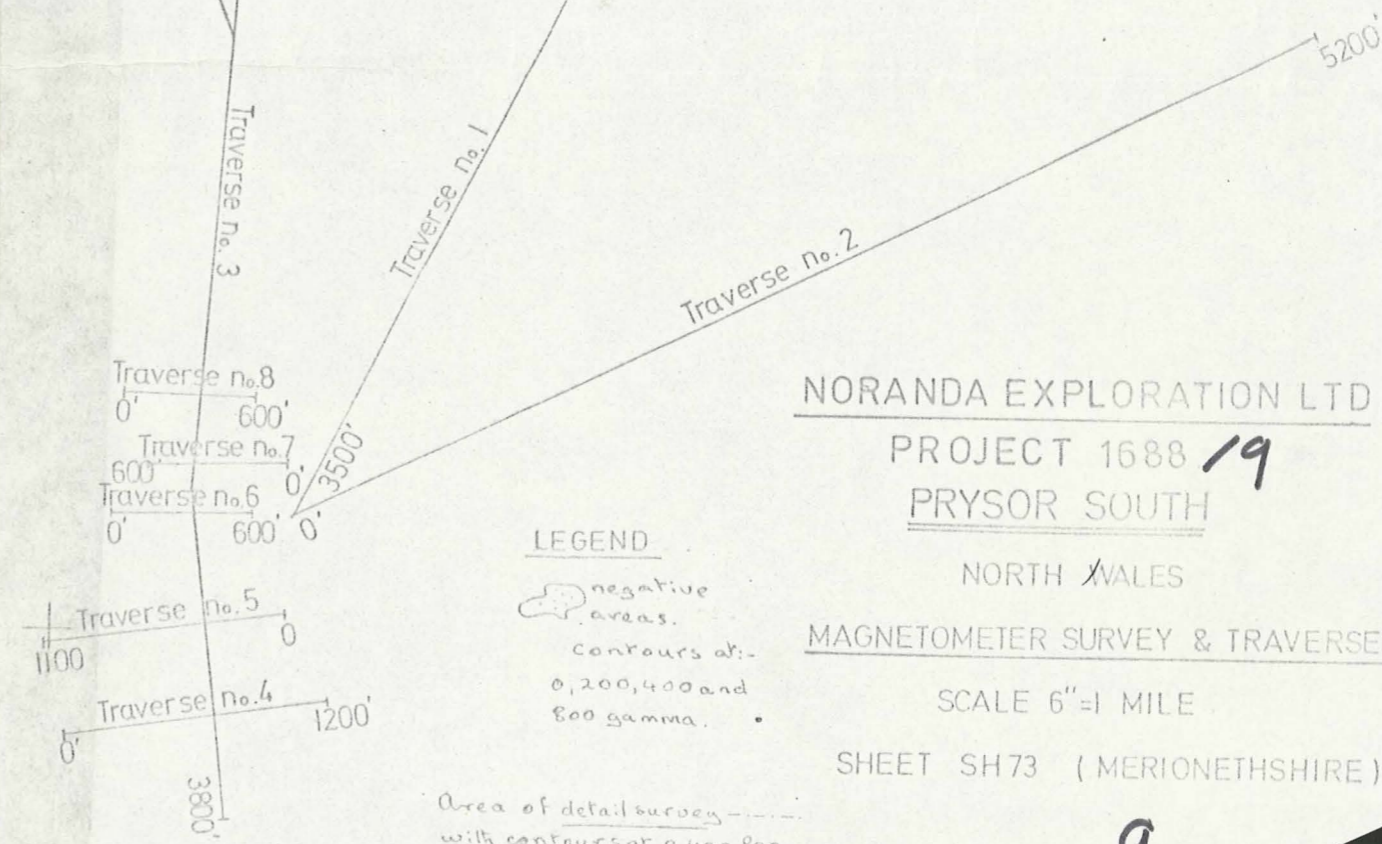 5200'
Traverse no. 3
Traverse no. 1
Traverse no. 2
Traverse no.8
0'
600'
Traverse no.7
600'
0'
3500'
Traverse no.6
0'
600'
0'
Traverse no.5
1100
0
Traverse no.4
0'
1200'
3800'
LEGEND
negative
areas.
contours at:-
0,200,400 and
800 gamma.
Area of detail survey
with contours at
NORANDA EXPLORATION LTD
PROJECT 1688/9
PRYSOR SOUTH
NORTH WALES
MAGNETOMETER SURVEY & TRAVERSE
SCALE 6"=1 MILE
SHEET SH73 (MERIONETHSHIRE)